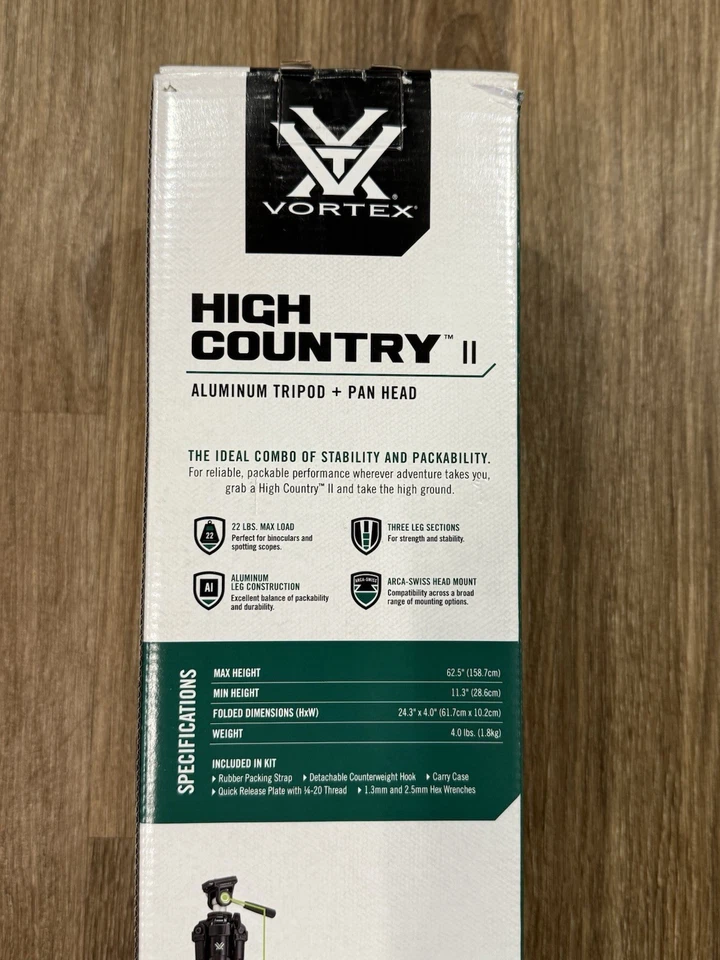 VORTEX®
HIGH
COUNTRY™ II
ALUMINUM TRIPOD + PAN HEAD
THE IDEAL COMBO OF STABILITY AND PACKABILITY.
For reliable, packable performance wherever adventure takes you,
grab a High Country™ II and take the high ground.
22
22 LBS. MAX LOAD
Perfect for binoculars and
spotting scopes.
THREE LEG SECTIONS
For strength and stability.
Al
ALUMINUM
LEG CONSTRUCTION
Excellent balance of packability
and durability.
ARCA-SWISS
ARCA-SWISS HEAD MOUNT
Compatibility across a broad
range of mounting options.
SPECIFICATIONS
MAX HEIGHT 62.5" (158.7cm)
MIN HEIGHT 11.3" (28.6cm)
FOLDED DIMENSIONS (HxW) 24.3" x 4.0" (61.7cm x 10.2cm)
WEIGHT 4.0 lbs. (1.8kg)
INCLUDED IN KIT
Rubber Packing Strap Detachable Counterweight Hook Carry Case
Quick Release Plate with ¼-20 Thread 1.3mm and 2.5mm Hex Wrenches